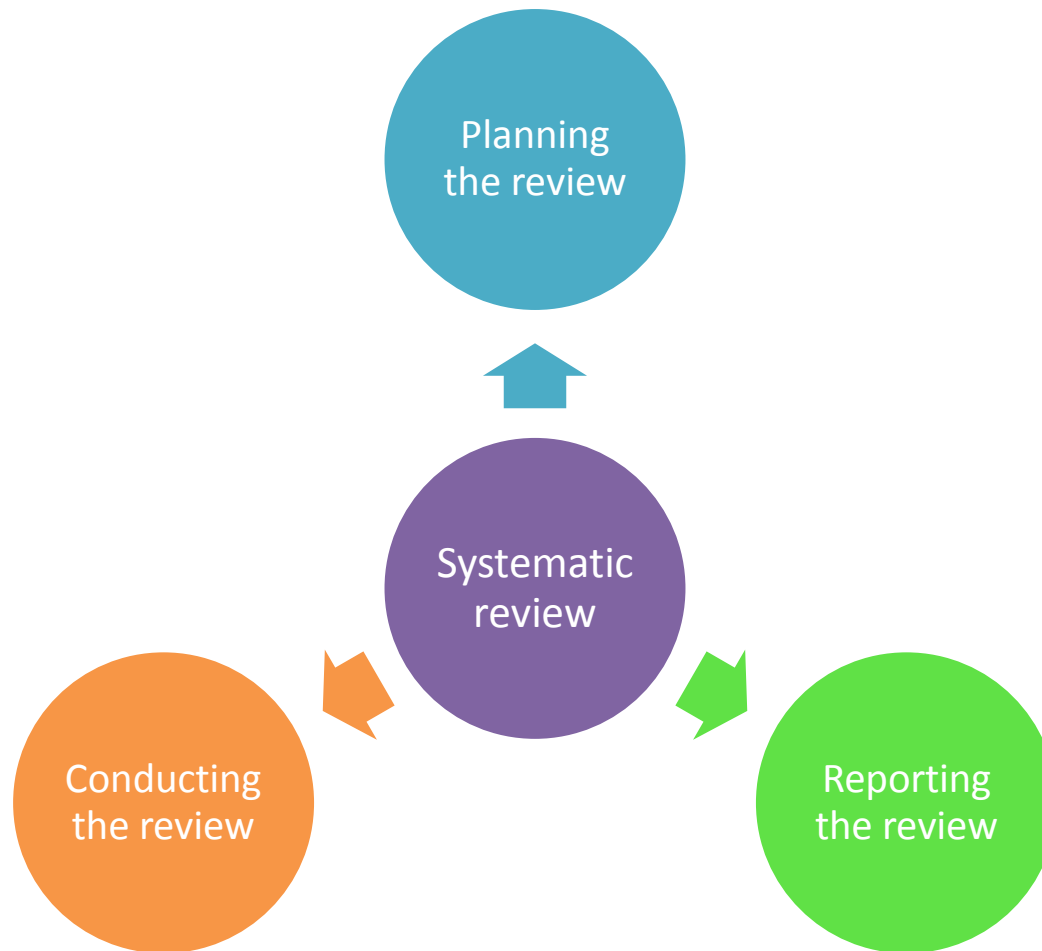 Planning
the review
Systematic
review
Conducting
the review
Reporting
the review